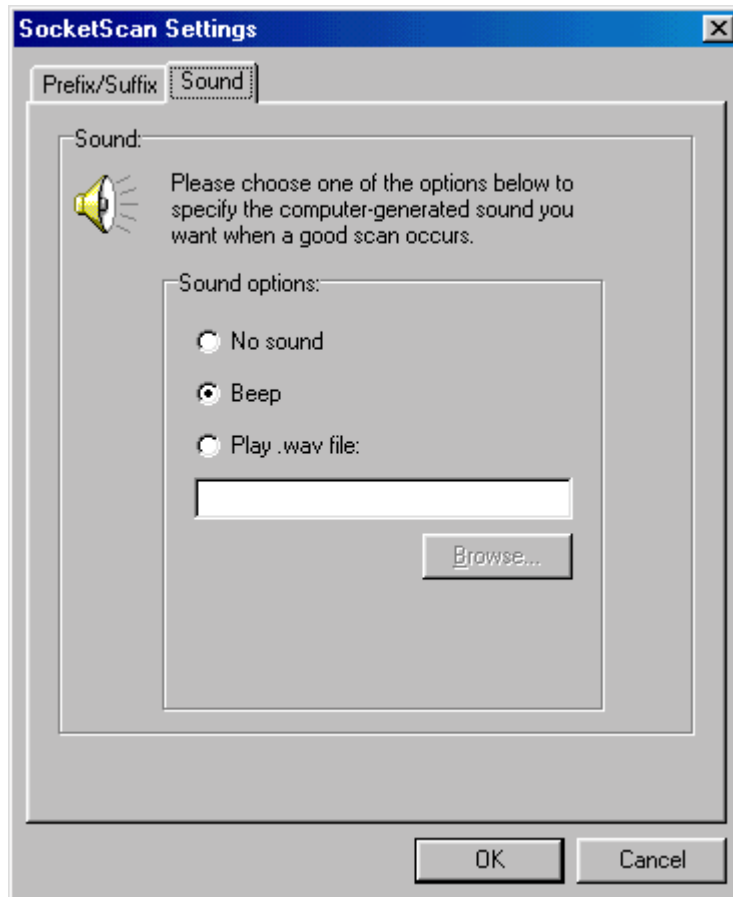 SocketScan Settings
Prefix/Suffix
Sound
Sound:
Please choose one of the options below to
specify the computer-generated sound you
want when a good scan occurs.
Sound options:
No sound
Beep
Play .wav file:
Browse...
OK
Cancel